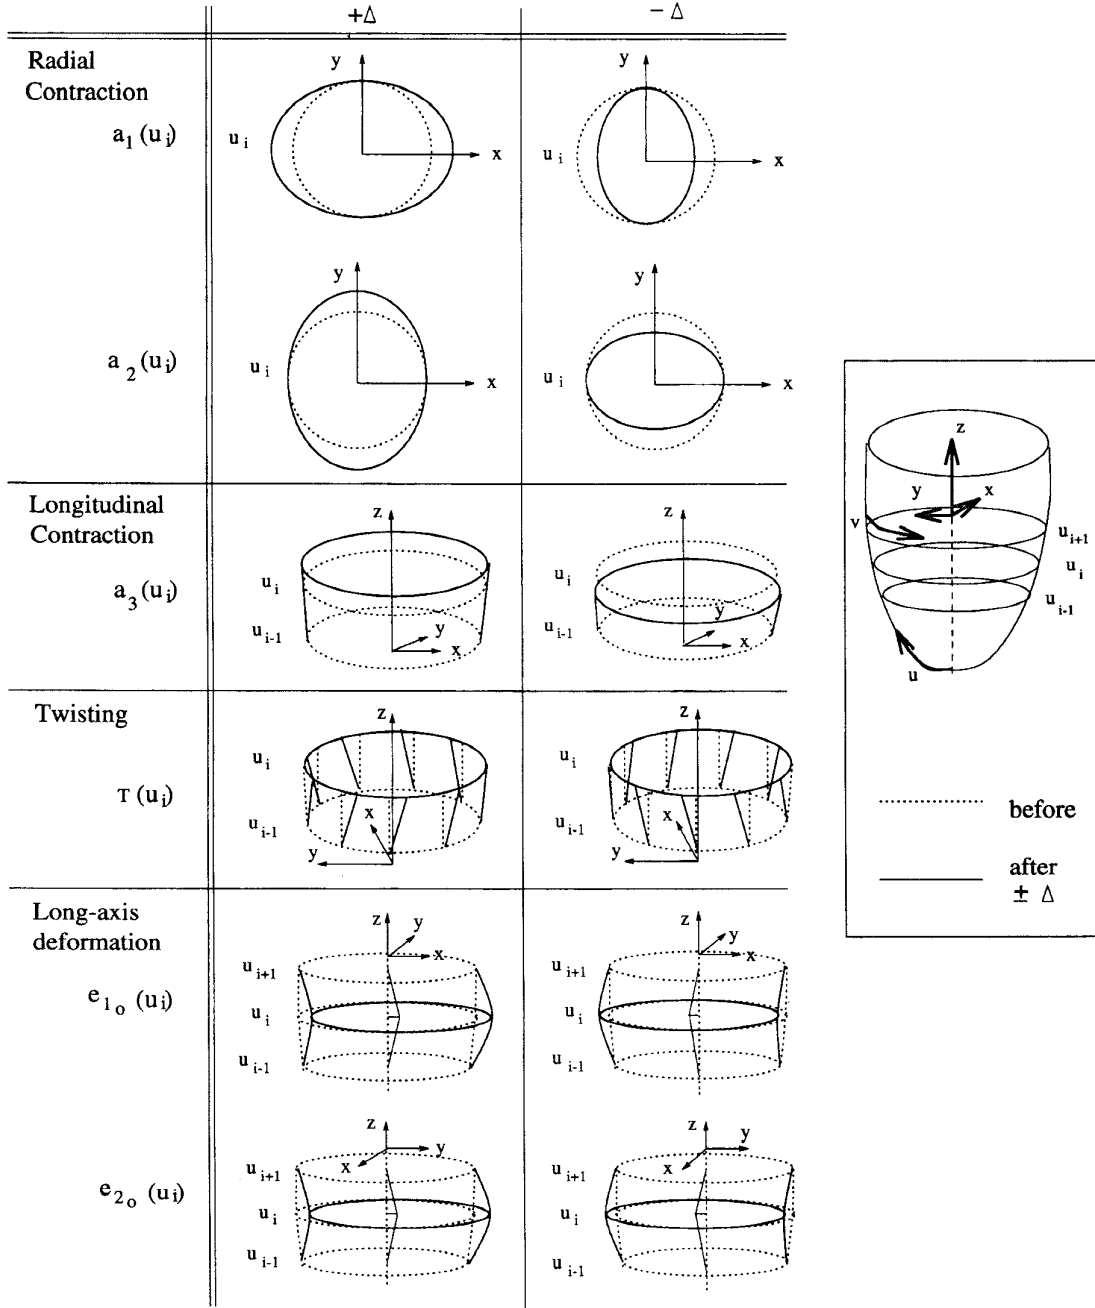 +Δ
− Δ
Radial
Contraction
a1(ui)
y
x
ui
y
x
ui
a2(ui)
y
x
ui
y
x
ui
Longitudinal
Contraction
a3(ui)
z
ui
ui-1
y
x
z
ui
ui-1
y
x
Twisting
τ(ui)
z
ui
ui-1
x
y
z
ui
ui-1
x
y
Long-axis
deformation
e1o(ui)
z
y
x
ui+1
ui
ui-1
z
y
x
ui+1
ui
ui-1
e2o(ui)
z
y
x
ui+1
ui
ui-1
z
y
x
ui+1
ui
ui-1
z
y
x
v
ui+1
ui
ui-1
u
before
after
± Δ